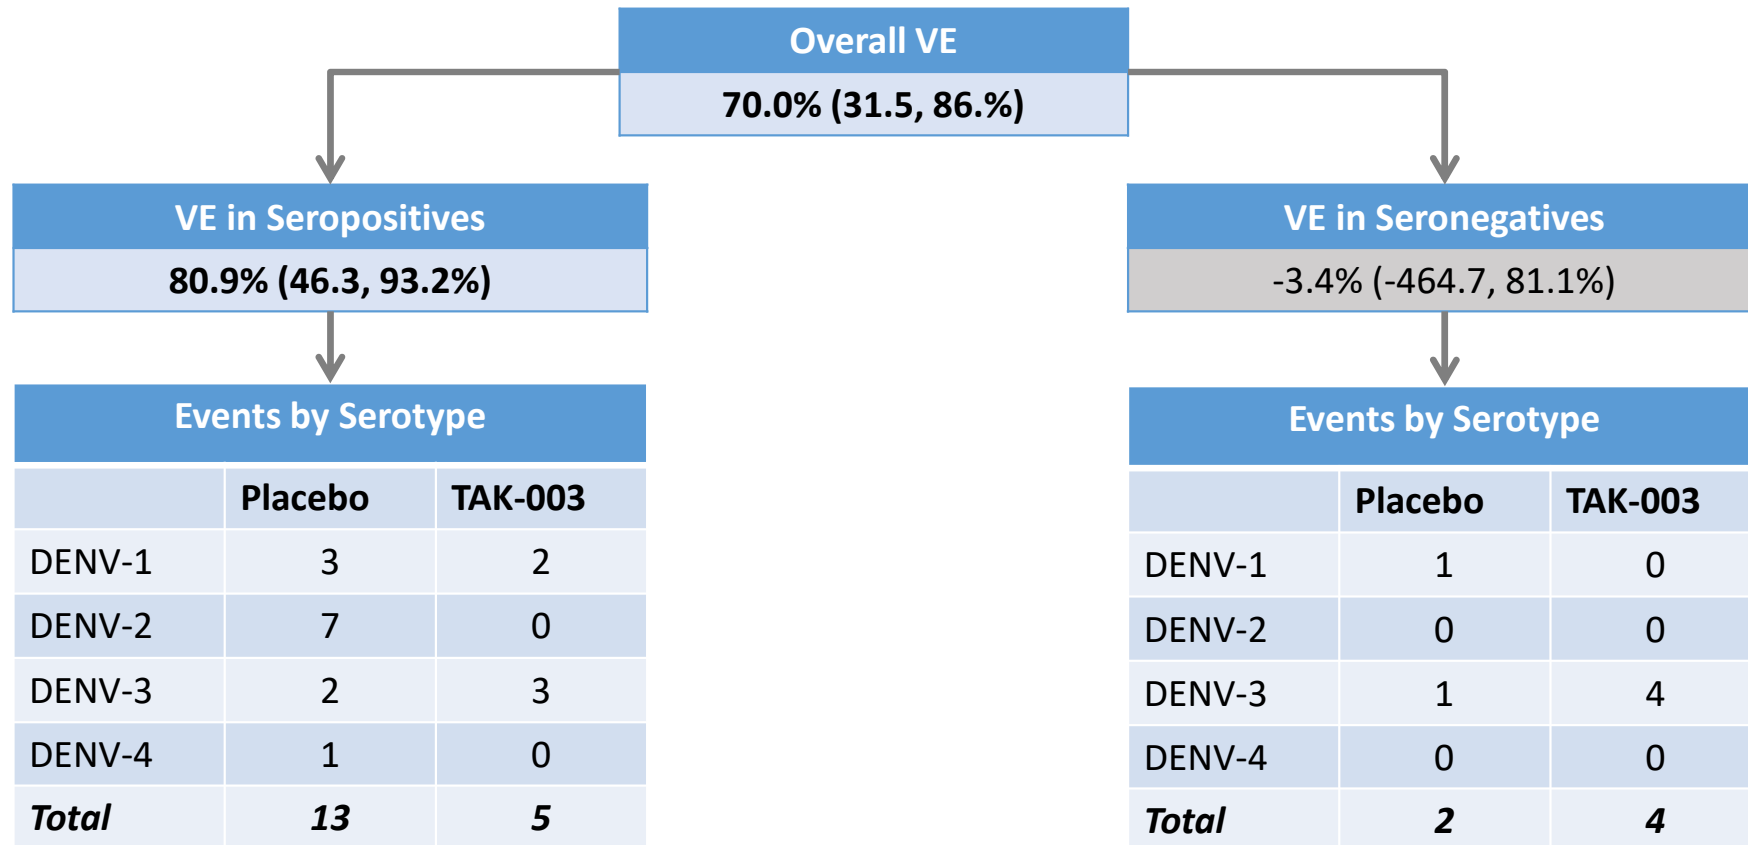 Overall VE
70.0% (31.5, 86.%)
VE in Seropositives
80.9% (46.3, 93.2%)
Events by Serotype
Placebo TAK-003
DENV-1 3 2
DENV-2 7 0
DENV-3 2 3
DENV-4 1 0
Total 13 5
VE in Seronegatives
-3.4% (-464.7, 81.1%)
Events by Serotype
Placebo TAK-003
DENV-1 1 0
DENV-2 0 0
DENV-3 1 4
DENV-4 0 0
Total 2 4